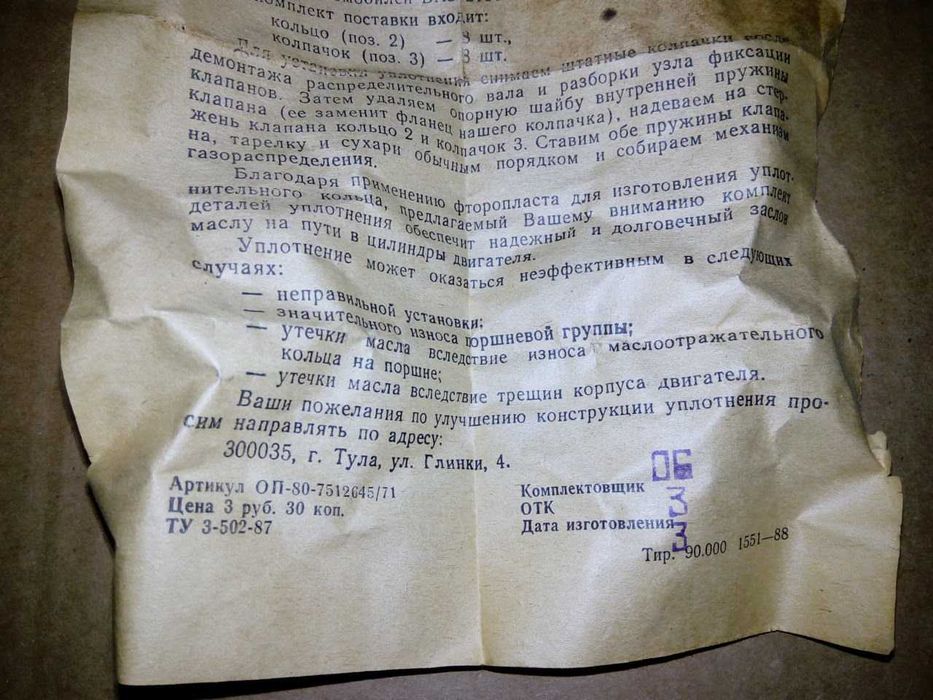 комплект поставки входит:
кольцо (поз. 2) — 8 шт.,
колпачок (поз. 3) — 8 шт.
Для установки уплотнения снимаем штатные колпачки после
демонтажа распределительного вала и разборки узла фиксации
клапанов. Затем удаляем опорную шайбу внутренней пружины
клапана (ее заменит фланец нашего колпачка), надеваем на стер-
жень клапана кольцо 2 и колпачок 3. Ставим обе пружины клапа-
на, тарелку и сухари обычным порядком и собираем механизм
газораспределения.
Благодаря применению фторопласта для изготовления уплот-
нительного кольца, предлагаемый Вашему вниманию комплект
деталей уплотнения обеспечит надежный и долговечный заслон
маслу на пути в цилиндры двигателя.
Уплотнение может оказаться неэффективным в следующих
случаях:
— неправильной установки;
— значительного износа поршневой группы;
— утечки масла вследствие износа маслоотражательного
кольца на поршне;
— утечки масла вследствие трещин корпуса двигателя.
Ваши пожелания по улучшению конструкции уплотнения про-
сим направлять по адресу:
300035, г. Тула, ул. Глинки, 4.
Артикул ОП-80-7512645/71
Цена 3 руб. 30 коп.
ТУ 3-502-87
Комплектовщик 06
ОТК 3
Дата изготовления 3
Тир. 90.000 1551—88